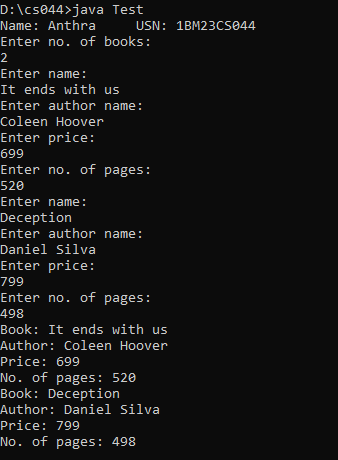 D:\cs044>java Test
Name: Anthra     USN: 1BM23CS044
Enter no. of books:
2
Enter name:
It ends with us
Enter author name:
Coleen Hoover
Enter price:
699
Enter no. of pages:
520
Enter name:
Deception
Enter author name:
Daniel Silva
Enter price:
799
Enter no. of pages:
498
Book: It ends with us
Author: Coleen Hoover
Price: 699
No. of pages: 520
Book: Deception
Author: Daniel Silva
Price: 799
No. of pages: 498